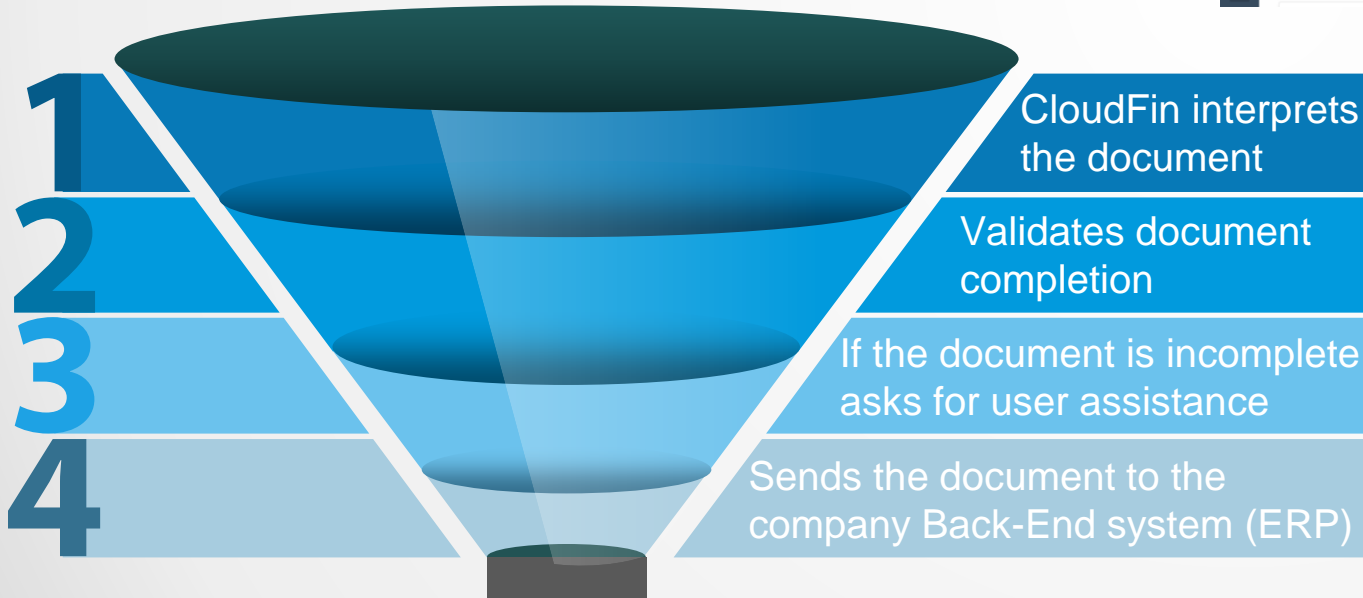 1
CloudFin interprets
the document
2
Validates document
completion
3
If the document is incomplete
asks for user assistance
4
Sends the document to the
company Back-End system (ERP)